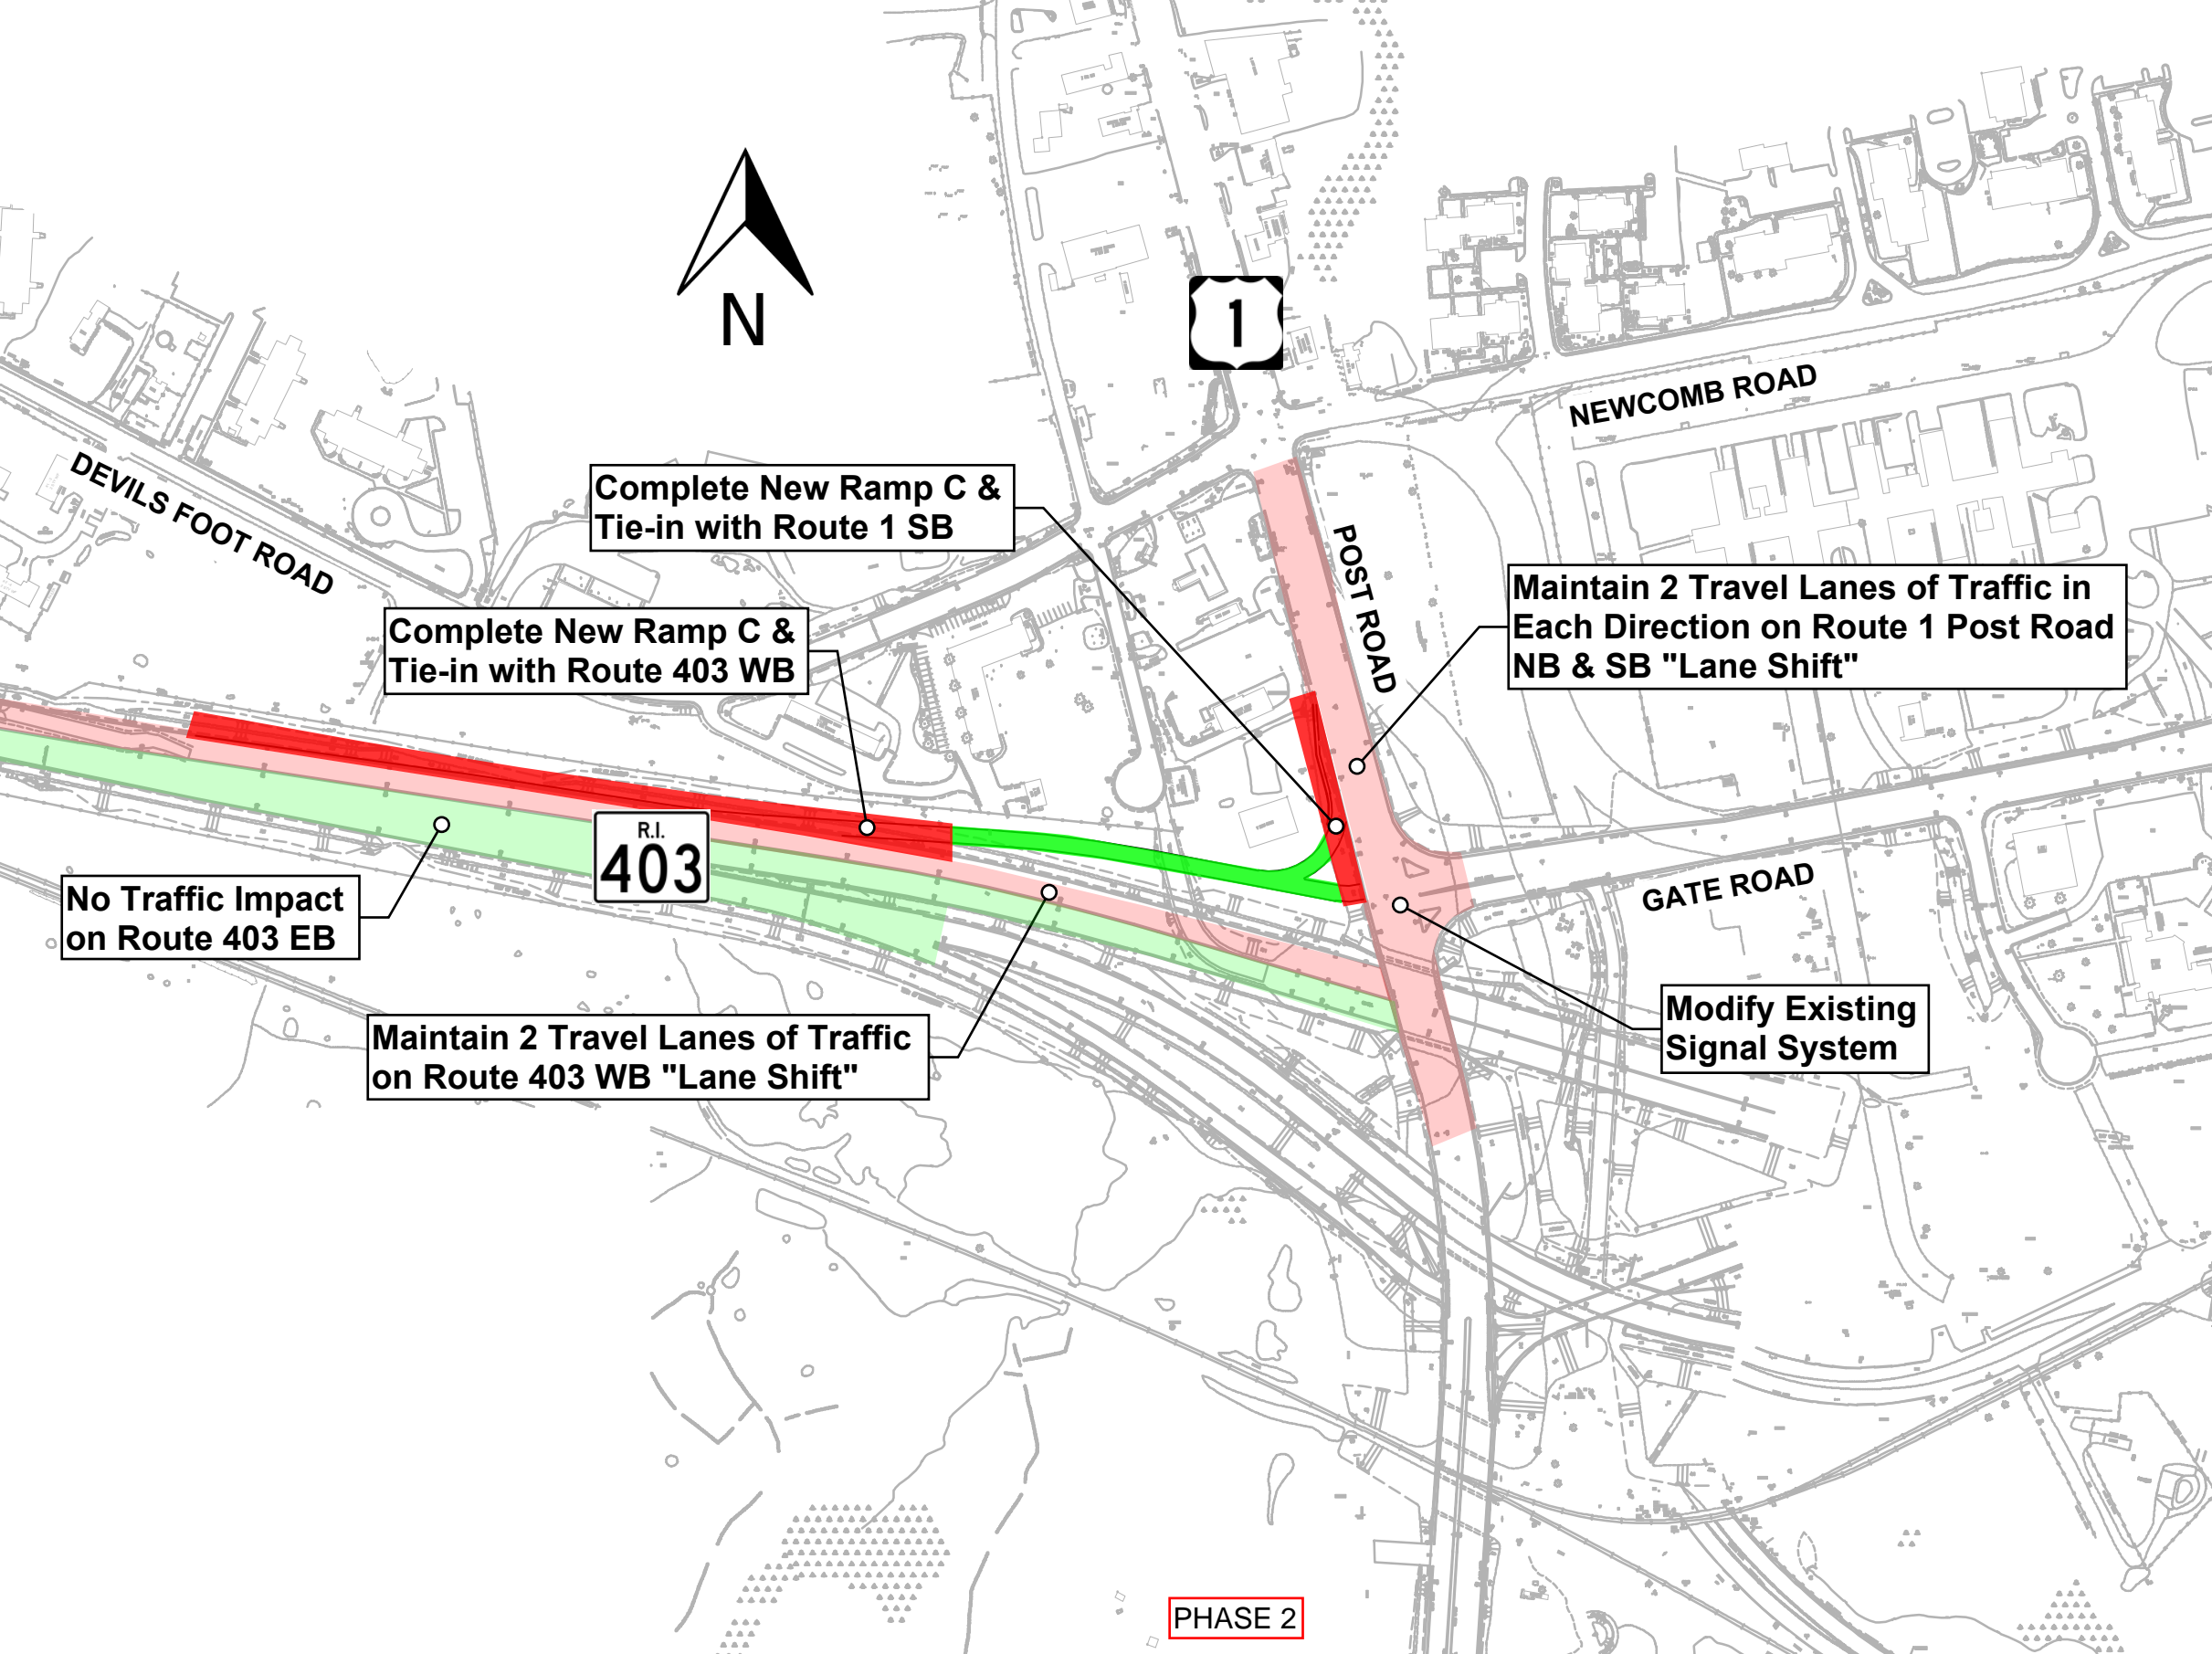 1
N
NEWCOMB ROAD
DEVILS FOOT ROAD
Complete New Ramp C &
Tie-in with Route 1 SB
POST ROAD
Maintain 2 Travel Lanes of Traffic in
Each Direction on Route 1 Post Road
NB & SB "Lane Shift"
Complete New Ramp C &
Tie-in with Route 403 WB
R.I.
403
No Traffic Impact
on Route 403 EB
GATE ROAD
Modify Existing
Signal System
Maintain 2 Travel Lanes of Traffic
on Route 403 WB "Lane Shift"
PHASE 2